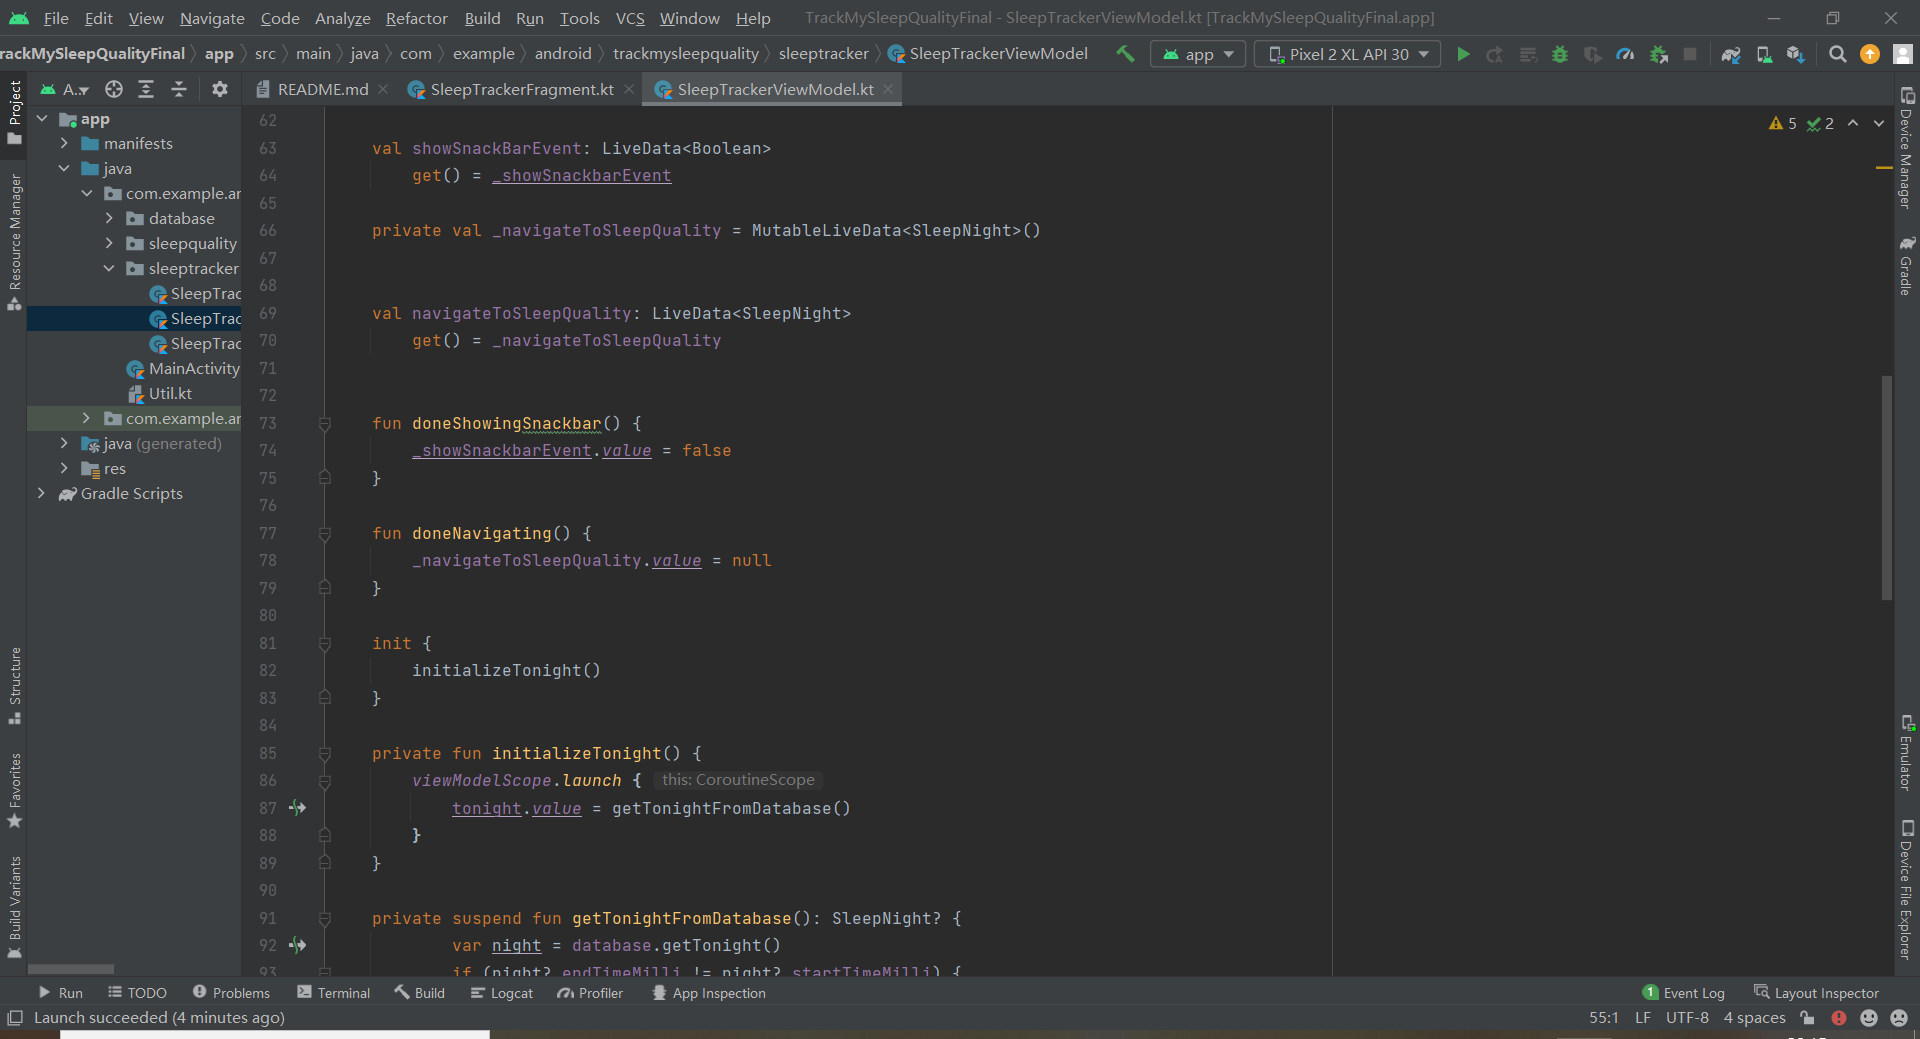 File Edit View Navigate Code Analyze Refactor Build Run Tools VCS Window Help TrackMySleepQualityFinal - SleepTrackerViewModel.kt [TrackMySleepQualityFinal.app]
rackMySleepQualityFinal app src main java com example android trackmysleepquality sleeptracker SleepTrackerViewModel app Pixel 2 XL API 30
A.. README.md SleepTrackerFragment.kt SleepTrackerViewModel.kt
Project
Resource Manager
Structure
Favorites
Build Variants
app
manifests
java
com.example.ar
database
sleepquality
sleeptracker
SleepTrac
SleepTrac
SleepTrac
MainActivity
Util.kt
com.example.ar
java (generated)
res
Gradle Scripts
5 2
62
63 val showSnackBarEvent: LiveData<Boolean>
64 get() = _showSnackbarEvent
65
66 private val _navigateToSleepQuality = MutableLiveData<SleepNight>()
67
68
69 val navigateToSleepQuality: LiveData<SleepNight>
70 get() = _navigateToSleepQuality
71
72
73 fun doneShowingSnackbar() {
74 _showSnackbarEvent.value = false
75 }
76
77 fun doneNavigating() {
78 _navigateToSleepQuality.value = null
79 }
80
81 init {
82 initializeTonight()
83 }
84
85 private fun initializeTonight() {
86 viewModelScope.launch { this: CoroutineScope
87 tonight.value = getTonightFromDatabase()
88 }
89 }
90
91 private suspend fun getTonightFromDatabase(): SleepNight? {
92 var night = database.getTonight()
93 if (night?.endTimeMilli != night?.startTimeMilli) {
Device Manager
Gradle
Emulator
Device File Explorer
Run TODO Problems Terminal Build Logcat Profiler App Inspection 1 Event Log Layout Inspector
Launch succeeded (4 minutes ago) 55:1 LF UTF-8 4 spaces